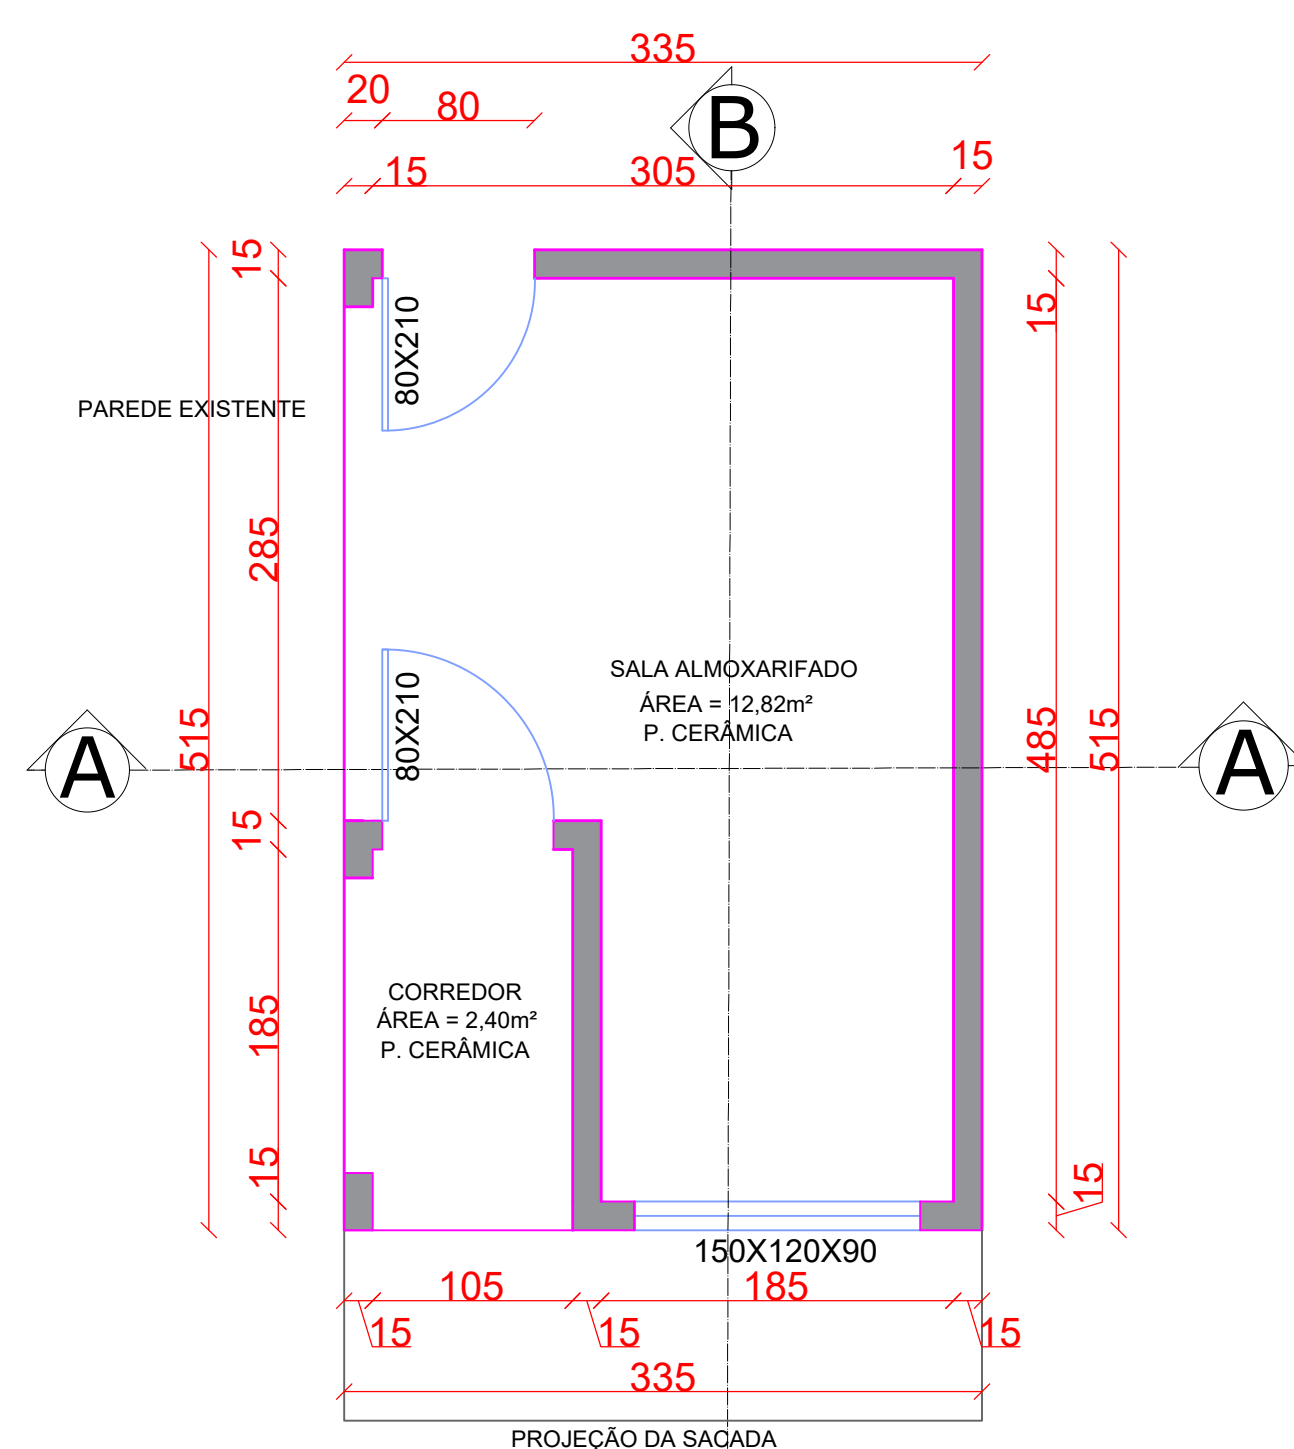 335
20
80
B
15
305
15
15
15
80X210
PAREDE EXISTENTE
285
SALA ALMOXARIFADO
ÁREA = 12,82m²
P. CERÂMICA
80X210
515
485
515
A
A
15
CORREDOR
ÁREA = 2,40m²
P. CERÂMICA
185
15
15
150X120X90
105
185
15
15
15
335
PROJEÇÃO DA SACADA